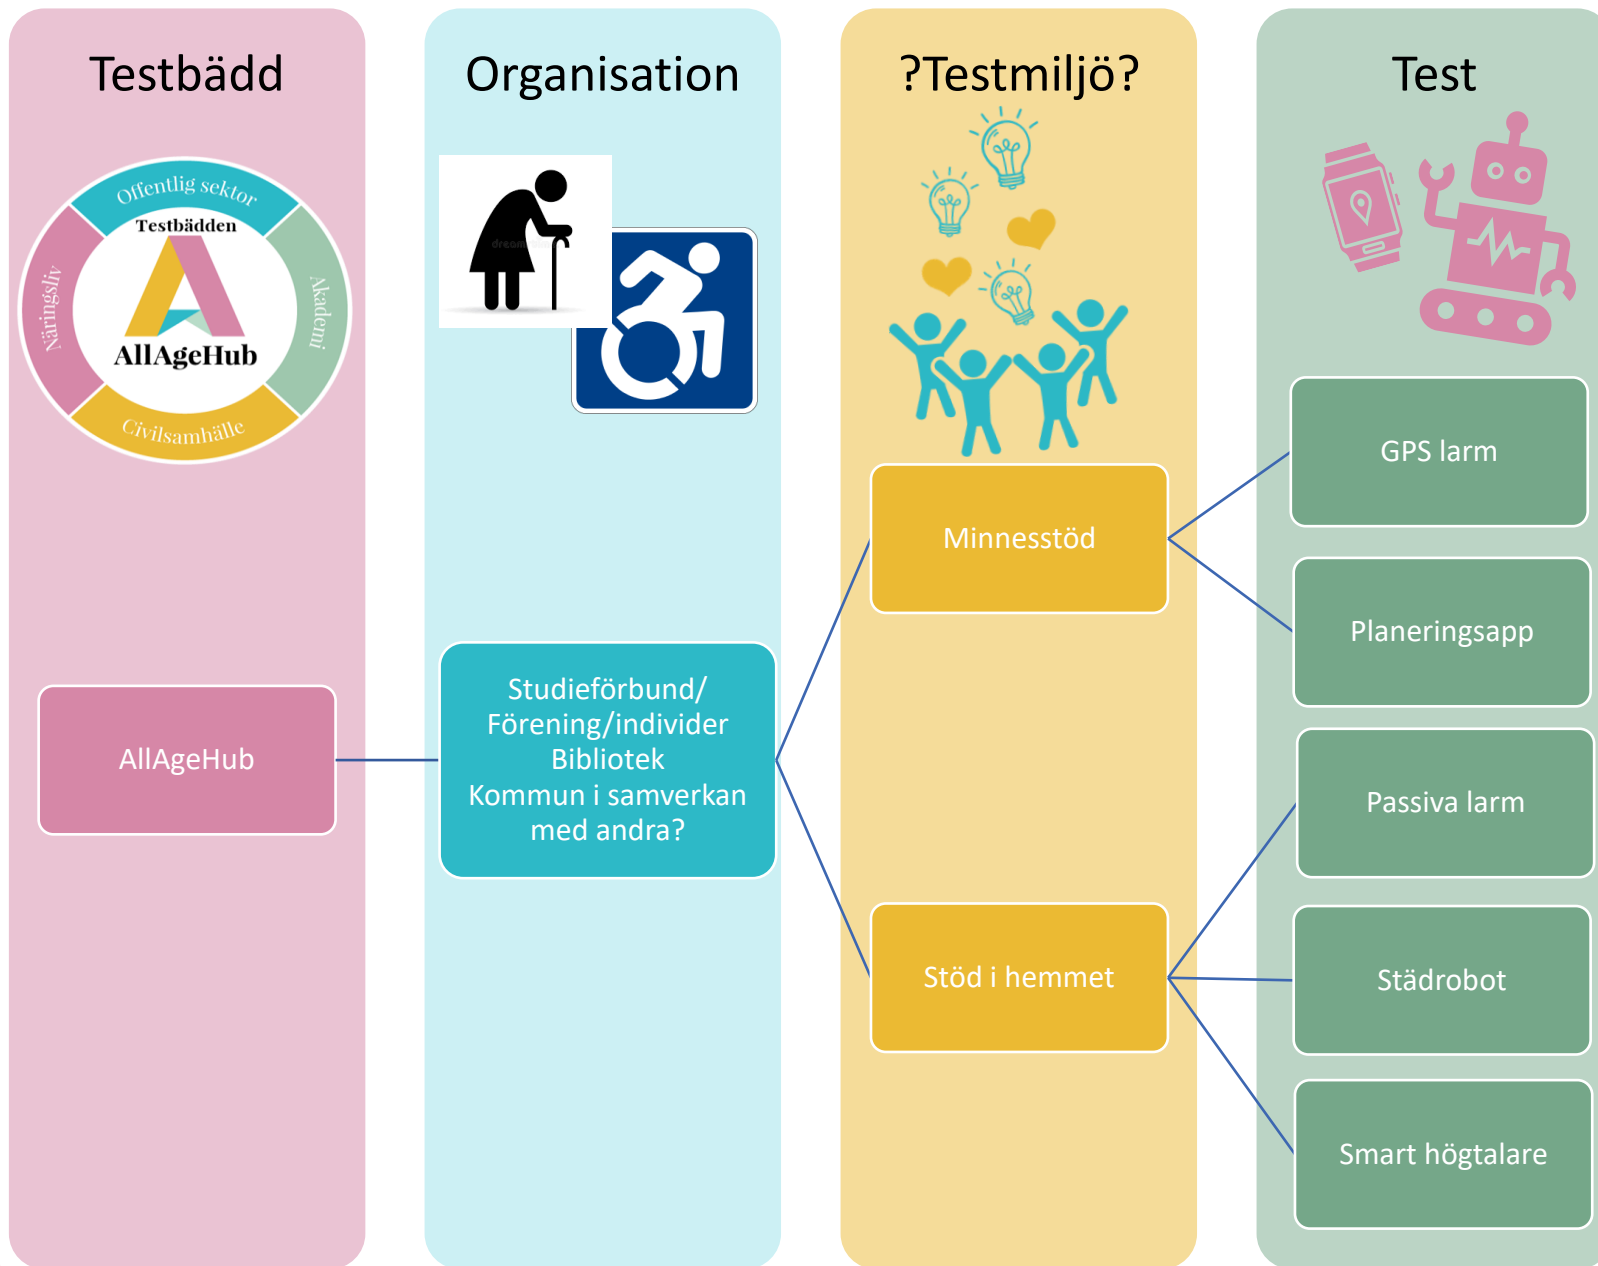 Testbädd
Organisation
?Testmiljö?
Test
Offentlig sektor
Näringsliv
Akademi
Civilsamhälle
Testbädden
AllAgeHub
AllAgeHub
Studieförbund/
Förening/individer
Bibliotek
Kommun i samverkan
med andra?
Minnesstöd
Stöd i hemmet
GPS larm
Planeringsapp
Passiva larm
Städrobot
Smart högtalare